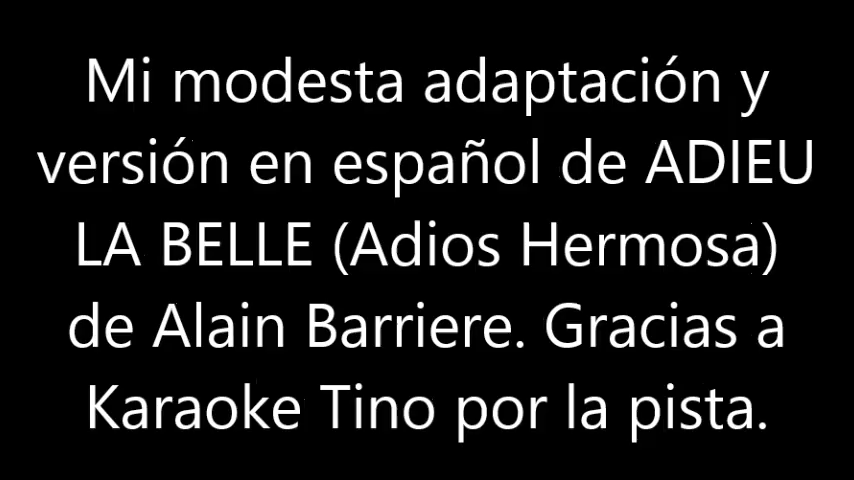 Mi modesta adaptación y
versión en español de ADIEU
LA BELLE (Adios Hermosa)
de Alain Barriere. Gracias a
Karaoke Tino por la pista.